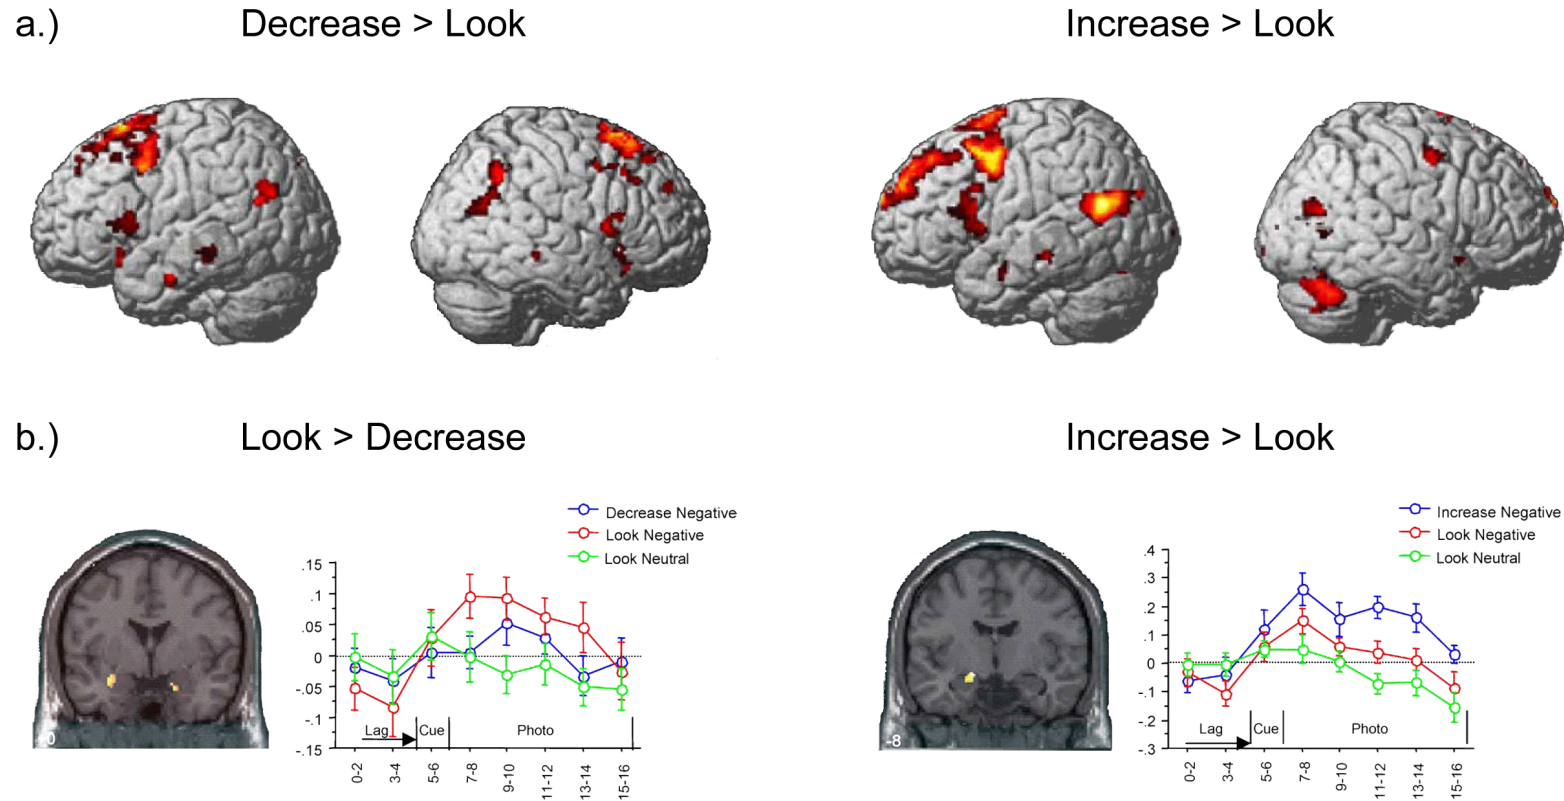 a.)
Decrease > Look
Increase > Look
b.)
Look > Decrease
Increase > Look
Decrease Negative
Look Negative
Look Neutral
.15
.1
.05
0
-.05
-.1
-.15
Lag
Cue
Photo
0-2
3-4
5-6
7-8
9-10
11-12
13-14
15-16
Increase Negative
Look Negative
Look Neutral
.4
.3
.2
.1
0
-.1
-.2
-.3
-8
Lag
Cue
Photo
0-2
3-4
5-6
7-8
9-10
11-12
13-14
15-16